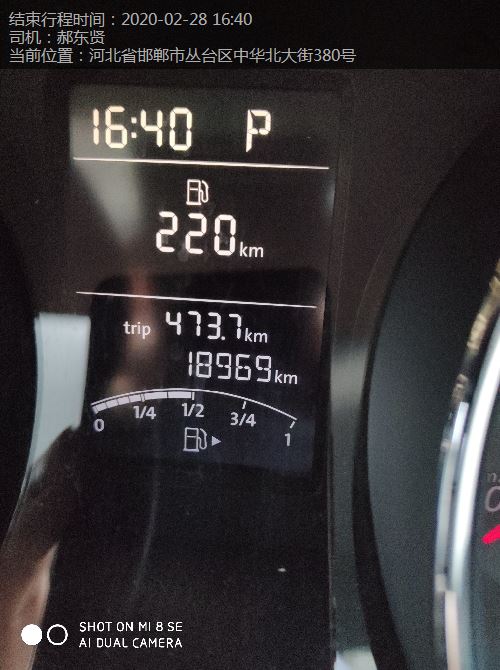 结束行程时间：2020-02-28 16:40
司机：郝东贤
当前位置：河北省邯郸市丛台区中华北大街380号
16:40 P
220km
trip 473.7km
18969km
0 1/4 1/2 3/4 1
SHOT ON MI 8 SE
AI DUAL CAMERA